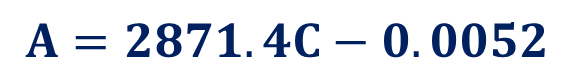 A = 2871.4C − 0.0052